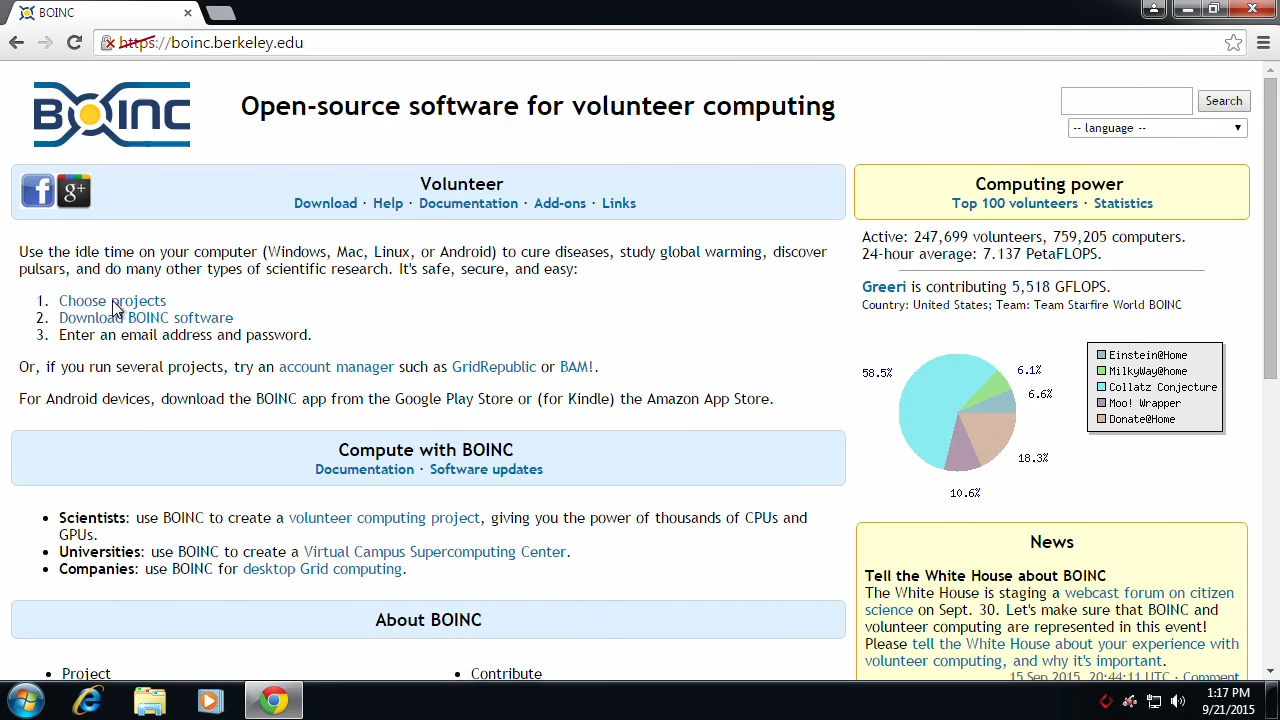 BOINC
https://boinc.berkeley.edu
BOINC
Open-source software for volunteer computing
Search
-- language --
Volunteer
Download · Help · Documentation · Add-ons · Links
f
g+
Use the idle time on your computer (Windows, Mac, Linux, or Android) to cure diseases, study global warming, discover
pulsars, and do many other types of scientific research. It's safe, secure, and easy:
1. Choose projects
2. Download BOINC software
3. Enter an email address and password.
Or, if you run several projects, try an account manager such as GridRepublic or BAM!.
For Android devices, download the BOINC app from the Google Play Store or (for Kindle) the Amazon App Store.
Compute with BOINC
Documentation · Software updates
• Scientists: use BOINC to create a volunteer computing project, giving you the power of thousands of CPUs and
GPUs.
• Universities: use BOINC to create a Virtual Campus Supercomputing Center.
• Companies: use BOINC for desktop Grid computing.
About BOINC
• Project
• Contribute
Computing power
Top 100 volunteers · Statistics
Active: 247,699 volunteers, 759,205 computers.
24-hour average: 7.137 PetaFLOPS.
Greeri is contributing 5,518 GFLOPS.
Country: United States; Team: Team Starfire World BOINC
58.5%
6.1%
6.6%
18.3%
10.6%
Einstein@Home
MilkyWay@home
Collatz Conjecture
Moo! Wrapper
Donate@Home
News
Tell the White House about BOINC
The White House is staging a webcast forum on citizen
science on Sept. 30. Let's make sure that BOINC and
volunteer computing are represented in this event!
Please tell the White House about your experience with
volunteer computing, and why it's important.
15 Sep 2015, 20:44:11 UTC · Comment
1:17 PM
9/21/2015